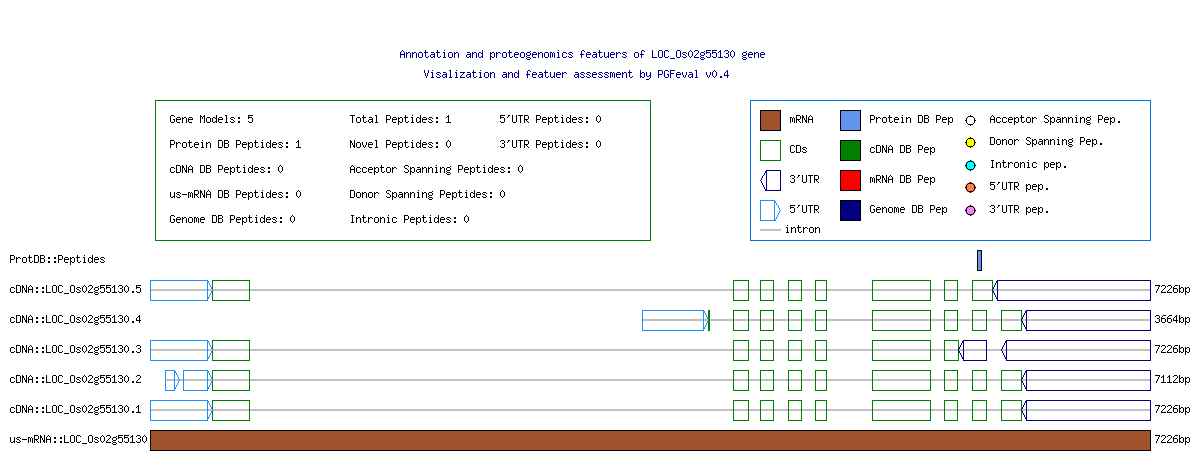 Annotation and proteogenomics featuers of LOC_Os02g55130 gene
Visalization and featuer assessment by PGFeval v0.4
Gene Models: 5 Total Peptides: 1 5'UTR Peptides: 0
Protein DB Peptides: 1 Novel Peptides: 0 3'UTR Peptides: 0
cDNA DB Peptides: 0 Acceptor Spanning Peptides: 0
us-mRNA DB Peptides: 0 Donor Spanning Peptides: 0
Genome DB Peptides: 0 Intronic Peptides: 0
mRNA Protein DB Pep Acceptor Spanning Pep.
CDs cDNA DB Pep Donor Spanning Pep.
3'UTR mRNA DB Pep Intronic pep.
5'UTR Genome DB Pep 5'UTR pep.
intron 3'UTR pep.
ProtDB::Peptides
cDNA::LOC_Os02g55130.5 7226bp
cDNA::LOC_Os02g55130.4 3664bp
cDNA::LOC_Os02g55130.3 7226bp
cDNA::LOC_Os02g55130.2 7112bp
cDNA::LOC_Os02g55130.1 7226bp
us-mRNA::LOC_Os02g55130 7226bp